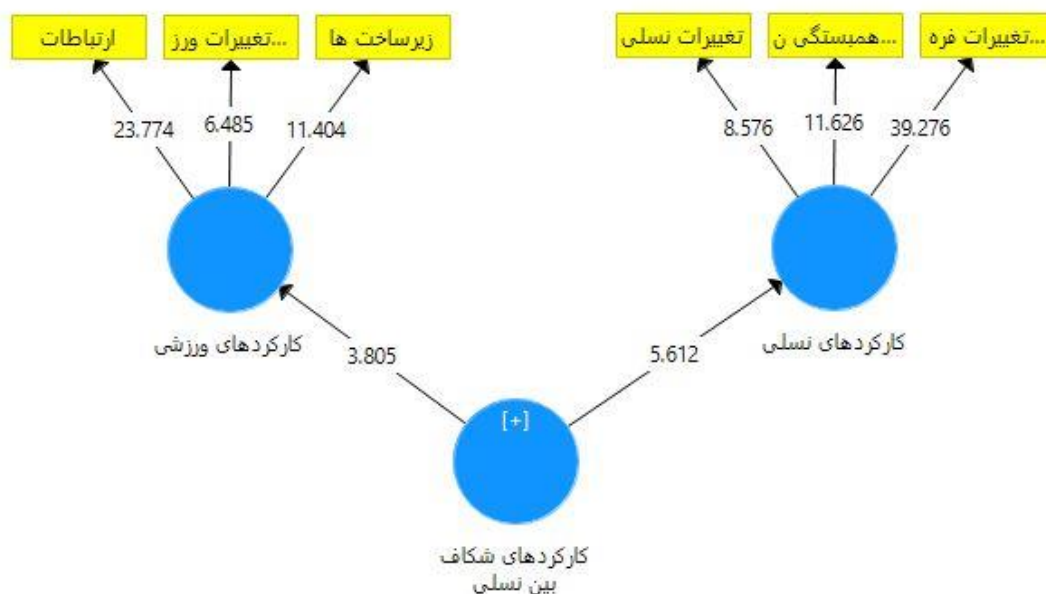 ارتباطات
تغییرات ورز...
زیرساخت ها
تغییرات نسلی
همبستگی ن...
تغییرات فره...
23.774
6.485
11.404
8.576
11.626
39.276
کارکردهای ورزشی
کارکردهای نسلی
3.805
5.612
[+]
کارکردهای شکاف
بین نسلی